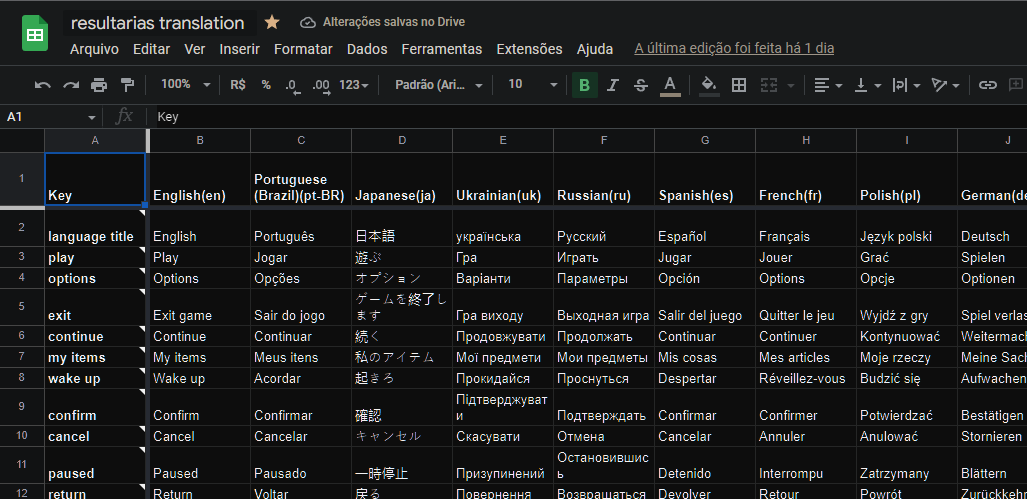 resultarias translation Alterações salvas no Drive
Arquivo Editar Ver Inserir Formatar Dados Ferramentas Extensões Ajuda A última edição foi feita há 1 dia
100% R$ % .0 .00 123 Padrão (Ari... 10 B I S A
A1 fx Key
A B C D E F G H I J
1 Key English(en) Portuguese (Brazil)(pt-BR) Japanese(ja) Ukrainian(uk) Russian(ru) Spanish(es) French(fr) Polish(pl) German(de
2 language title English Português 日本語 українська Русский Español Français Język polski Deutsch
3 play Play Jogar 遊ぶ Гра Играть Jugar Jouer Grać Spielen
4 options Options Opções オプション Варіанти Параметры Opción Options Opcje Optionen
5 exit Exit game Sair do jogo ゲームを終了します Гра виходу Выходная игра Salir del juego Quitter le jeu Wyjdź z gry Spiel verlas
6 continue Continue Continuar 続く Продовжувати Продолжать Continuar Continuer Kontynuować Weitermach
7 my items My items Meus itens 私のアイテム Мої предмети Мои предметы Mis cosas Mes articles Moje rzeczy Meine Sach
8 wake up Wake up Acordar 起きろ Прокидайся Проснуться Despertar Réveillez-vous Budzić się Aufwachen
9 confirm Confirm Confirmar 確認 Підтверджувати Подтверждать Confirmar Confirmer Potwierdzać Bestätigen
10 cancel Cancel Cancelar キャンセル Скасувати Отмена Cancelar Annuler Anulować Stornieren
11 paused Paused Pausado 一時停止 Призупинений Остановившись Detenido Interrompu Zatrzymany Blättern
12 return Return Voltar 戻る Повернення Возвращаться Devolver Retour Powrót Zurückkehr